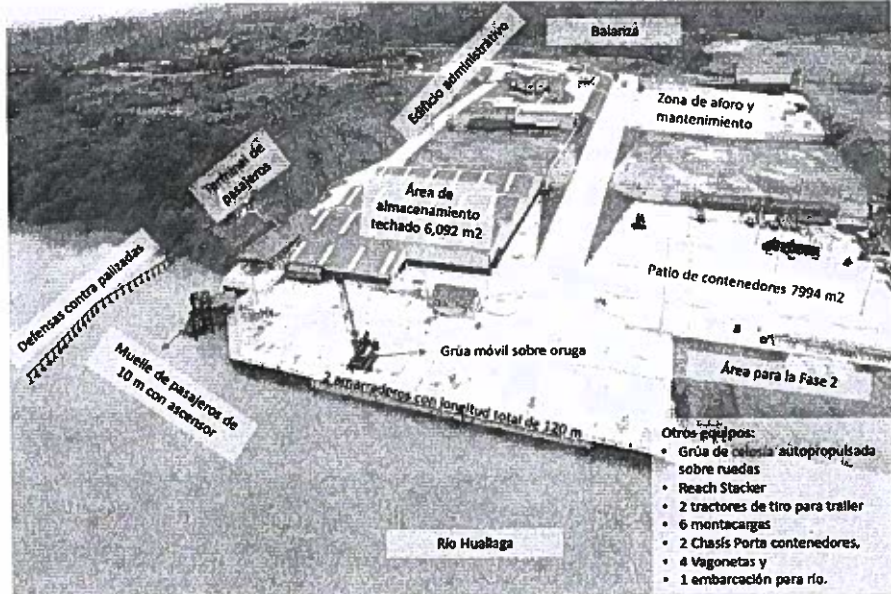 Balanza
Edificio administrativo
Zona de aforo y
mantenimiento
Terminal de
pasajeros
Área de
almacenamiento
techado 6,092 m2
Patio de contenedores 7994 m2
Defensas contra palizadas
Muelle de pasajeros de
10 m con ascensor
Grúa móvil sobre oruga
Área para la Fase 2
2 amarraderos con longitud total de 120 m
Otros equipos:
• Grúa de celosía autopropulsada
sobre ruedas
• Reach Stacker
• 2 tractores de tiro para trailer
• 6 montacargas
• 2 Chasís Porta contenedores,
• 4 Vagonetas y
• 1 embarcación para río.
Río Huallaga